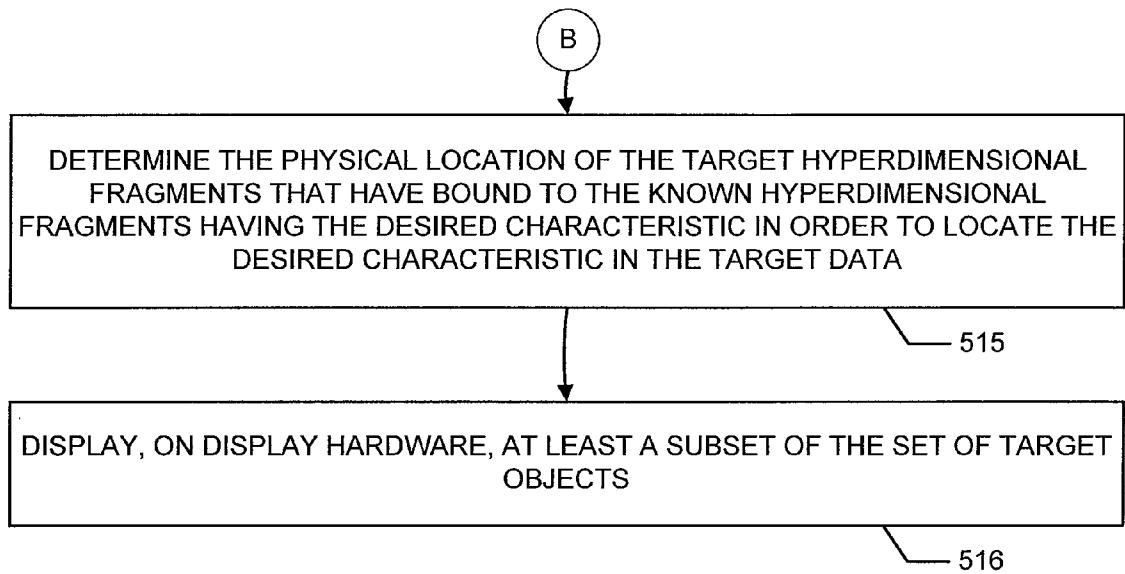 B
DETERMINE THE PHYSICAL LOCATION OF THE TARGET HYPERDIMENSIONAL
FRAGMENTS THAT HAVE BOUND TO THE KNOWN HYPERDIMENSIONAL
FRAGMENTS HAVING THE DESIRED CHARACTERISTIC IN ORDER TO LOCATE THE
DESIRED CHARACTERISTIC IN THE TARGET DATA
515
DISPLAY, ON DISPLAY HARDWARE, AT LEAST A SUBSET OF THE SET OF TARGET
OBJECTS
516